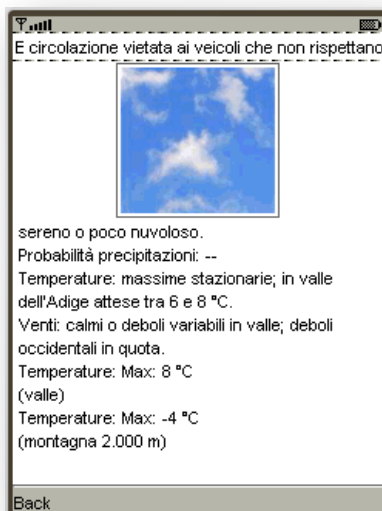 E circolazione vietata ai veicoli che non rispettano
sereno o poco nuvoloso.
Probabilità precipitazioni: --
Temperature: massime stazionarie; in valle
dell'Adige attese tra 6 e 8 °C.
Venti: calmi o deboli variabili in valle; deboli
occidentali in quota.
Temperature: Max: 8 °C
(valle)
Temperature: Max: -4 °C
(montagna 2.000 m)
Back